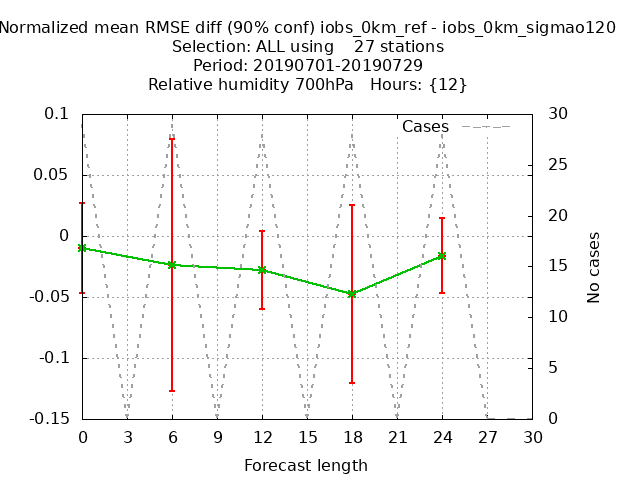 Normalized mean RMSE diff (90% conf) iobs_0km_ref - iobs_0km_sigmao120
Selection: ALL using    27 stations
Period: 20190701-20190729
Relative humidity 700hPa   Hours: {12}
Cases
0.1
0.05
0
-0.05
-0.1
-0.15
30
25
20
15
10
5
0
No cases
0 3 6 9 12 15 18 21 24 27 30
Forecast length